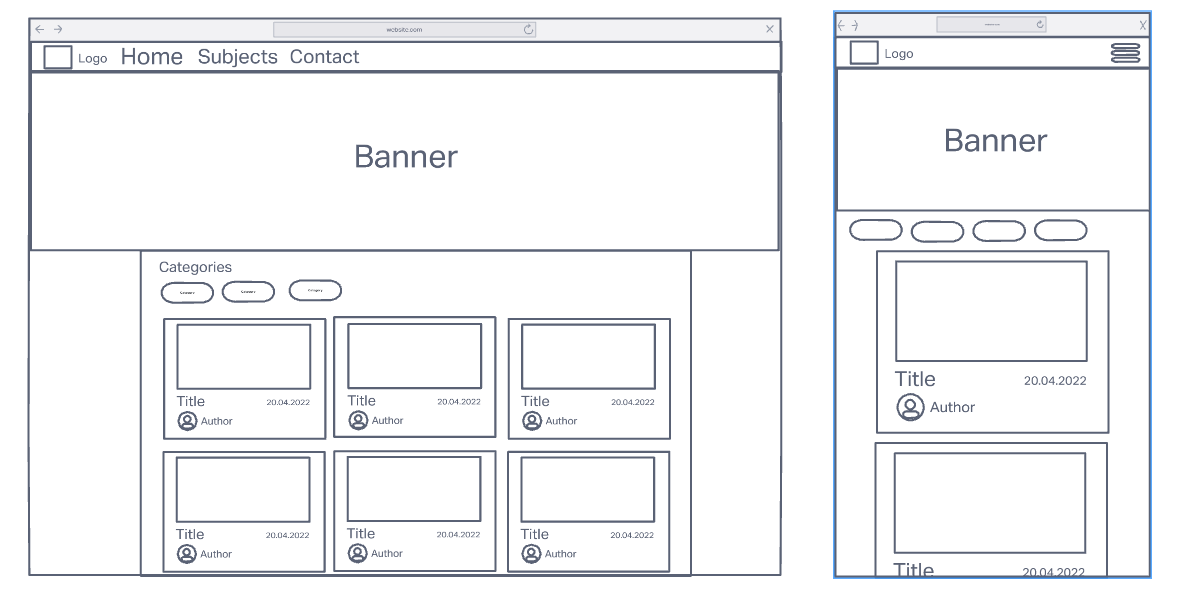 website.com
Logo Home Subjects Contact
Banner
Categories
Category Category Category
Title 20.04.2022
Author
Title 20.04.2022
Author
Title 20.04.2022
Author
Title 20.04.2022
Author
Title 20.04.2022
Author
Title 20.04.2022
Author
Logo
Banner
Title 20.04.2022
Author
Title 20.04.2022